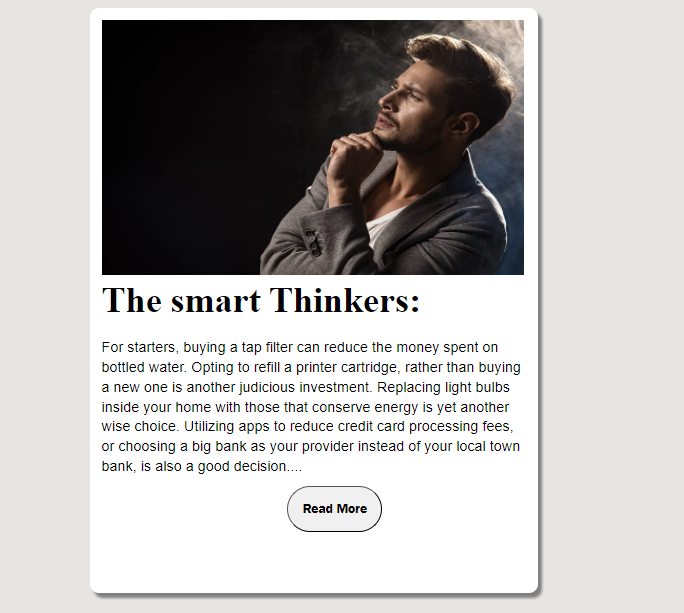 The smart Thinkers:
For starters, buying a tap filter can reduce the money spent on
bottled water. Opting to refill a printer cartridge, rather than buying
a new one is another judicious investment. Replacing light bulbs
inside your home with those that conserve energy is yet another
wise choice. Utilizing apps to reduce credit card processing fees,
or choosing a big bank as your provider instead of your local town
bank, is also a good decision....
Read More